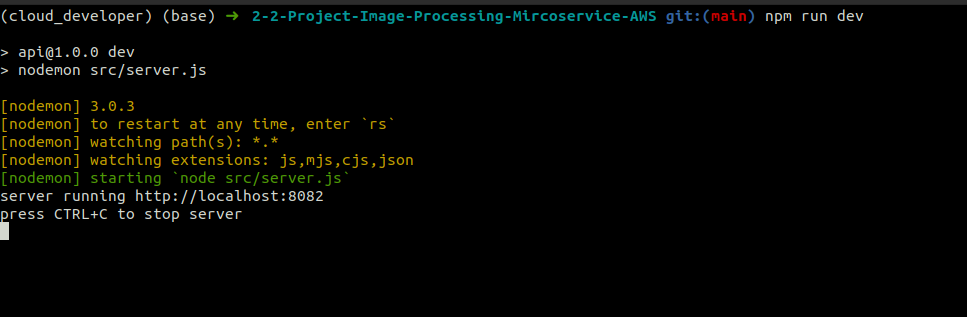 (cloud_developer) (base) ➜ 2-2-Project-Image-Processing-Mircoservice-AWS git:(main) npm run dev
> api@1.0.0 dev
> nodemon src/server.js
[nodemon] 3.0.3
[nodemon] to restart at any time, enter `rs`
[nodemon] watching path(s): *.*
[nodemon] watching extensions: js,mjs,cjs,json
[nodemon] starting `node src/server.js`
server running http://localhost:8082
press CTRL+C to stop server